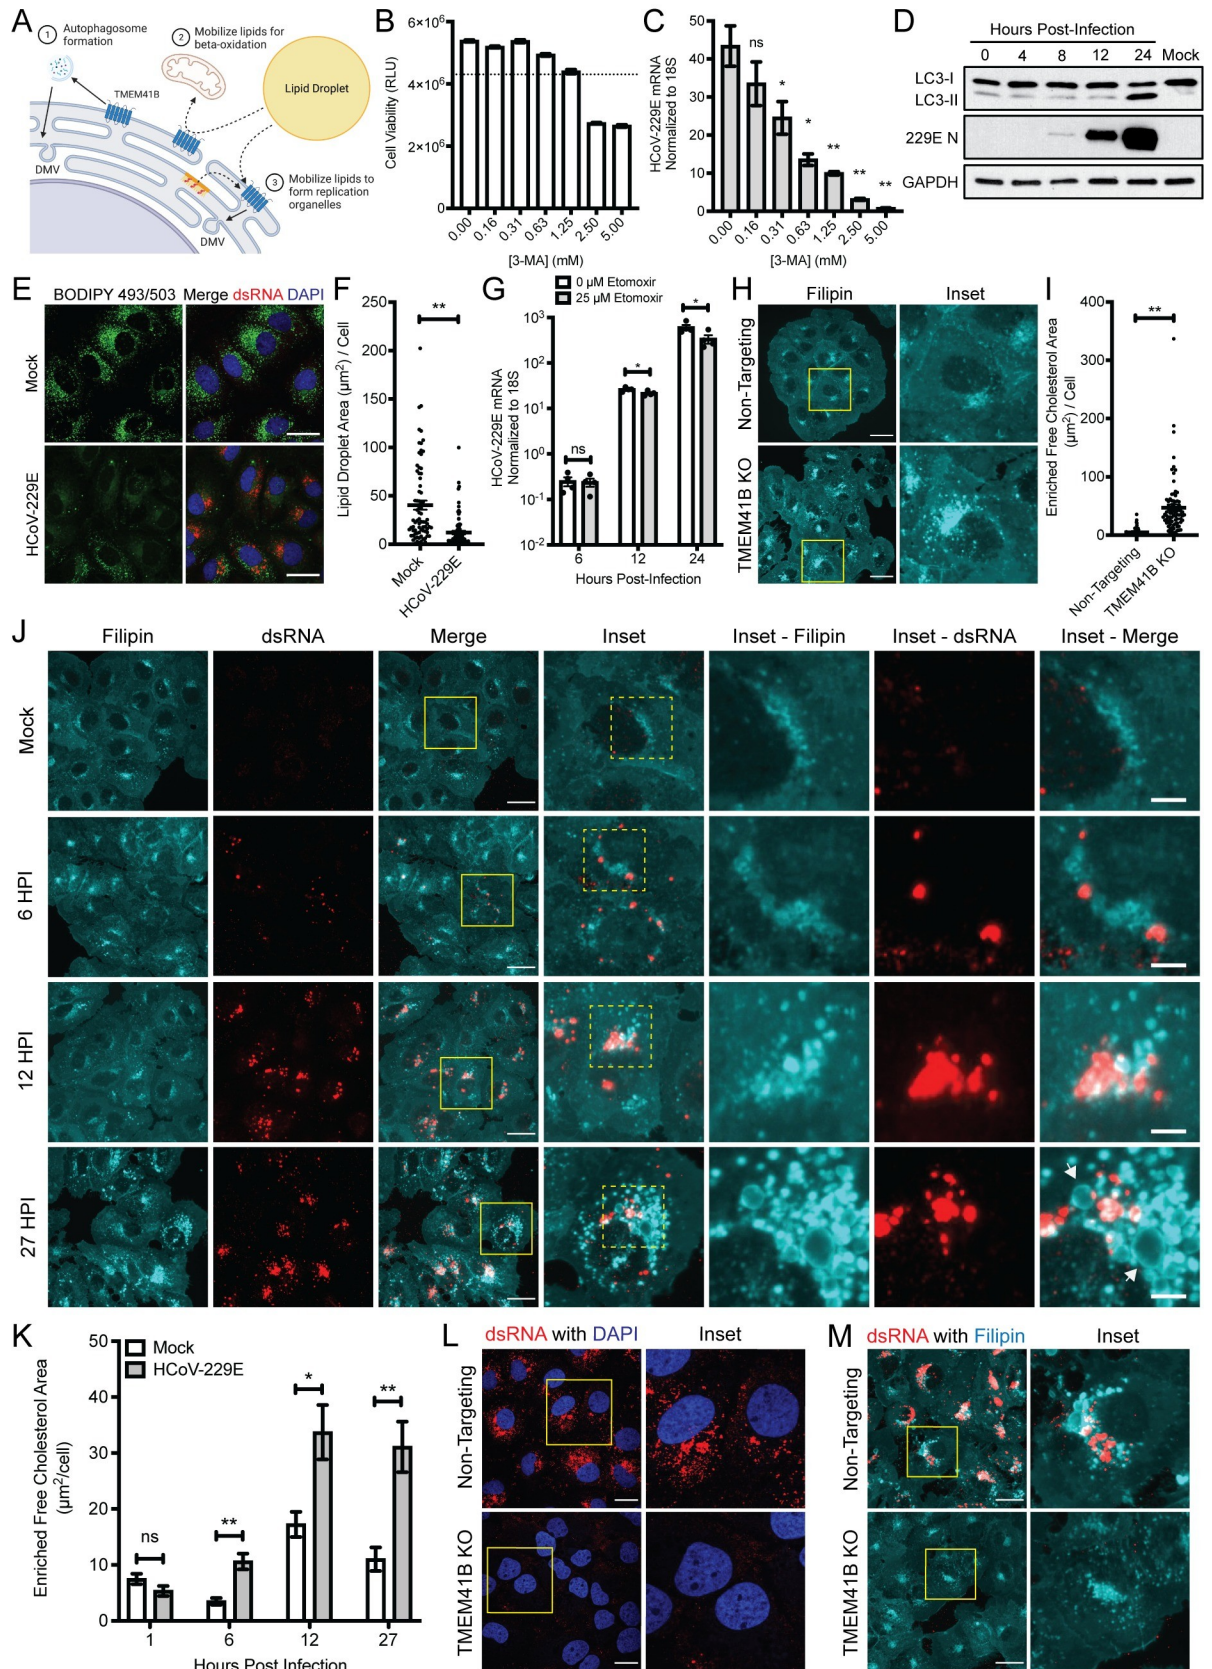 A
1 Autophagosome
formation
2 Mobilize lipids for
beta-oxidation
Lipid Droplet
TMEM41B
DMV
3 Mobilize lipids to
form replication
organelles
DMV
B
Cell Viability (RLU)
6×10⁶
4×10⁶
2×10⁶
0
0.00 0.16 0.31 0.63 1.25 2.50 5.00
[3-MA] (mM)
C
HCoV-229E mRNA
Normalized to 18S
50
40
30
20
10
0
ns * * ** ** **
0.00 0.16 0.31 0.63 1.25 2.50 5.00
[3-MA] (mM)
D
Hours Post-Infection
0 4 8 12 24 Mock
LC3-I
LC3-II
229E N
GAPDH
E
BODIPY 493/503 Merge dsRNA DAPI
Mock
HCoV-229E
F
Lipid Droplet Area (µm²) / Cell
250
200
150
100
50
0
**
Mock
HCoV-229E
G
0 µM Etomoxir
25 µM Etomoxir
HCoV-229E mRNA
Normalized to 18S
10³
10²
10¹
10⁰
10⁻¹
10⁻²
ns * *
6 12 24
Hours Post-Infection
H
Filipin Inset
Non-Targeting
TMEM41B KO
I
Enriched Free Cholesterol Area
(µm²) / Cell
400
300
200
100
0
**
Non-Targeting
TMEM41B KO
J
Filipin dsRNA Merge Inset Inset - Filipin Inset - dsRNA Inset - Merge
Mock
6 HPI
12 HPI
27 HPI
K
Mock
HCoV-229E
Enriched Free Cholesterol Area
(µm²/cell)
50
40
30
20
10
0
ns ** * **
1 6 12 27
Hours Post Infection
L
dsRNA with DAPI Inset
Non-Targeting
TMEM41B KO
M
dsRNA with Filipin Inset
Non-Targeting
TMEM41B KO